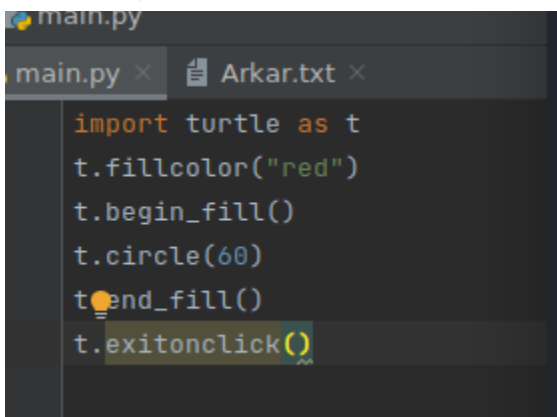 main.py
main.py Arkar.txt
import turtle as t
t.fillcolor("red")
t.begin_fill()
t.circle(60)
t end_fill()
t.exitonclick()